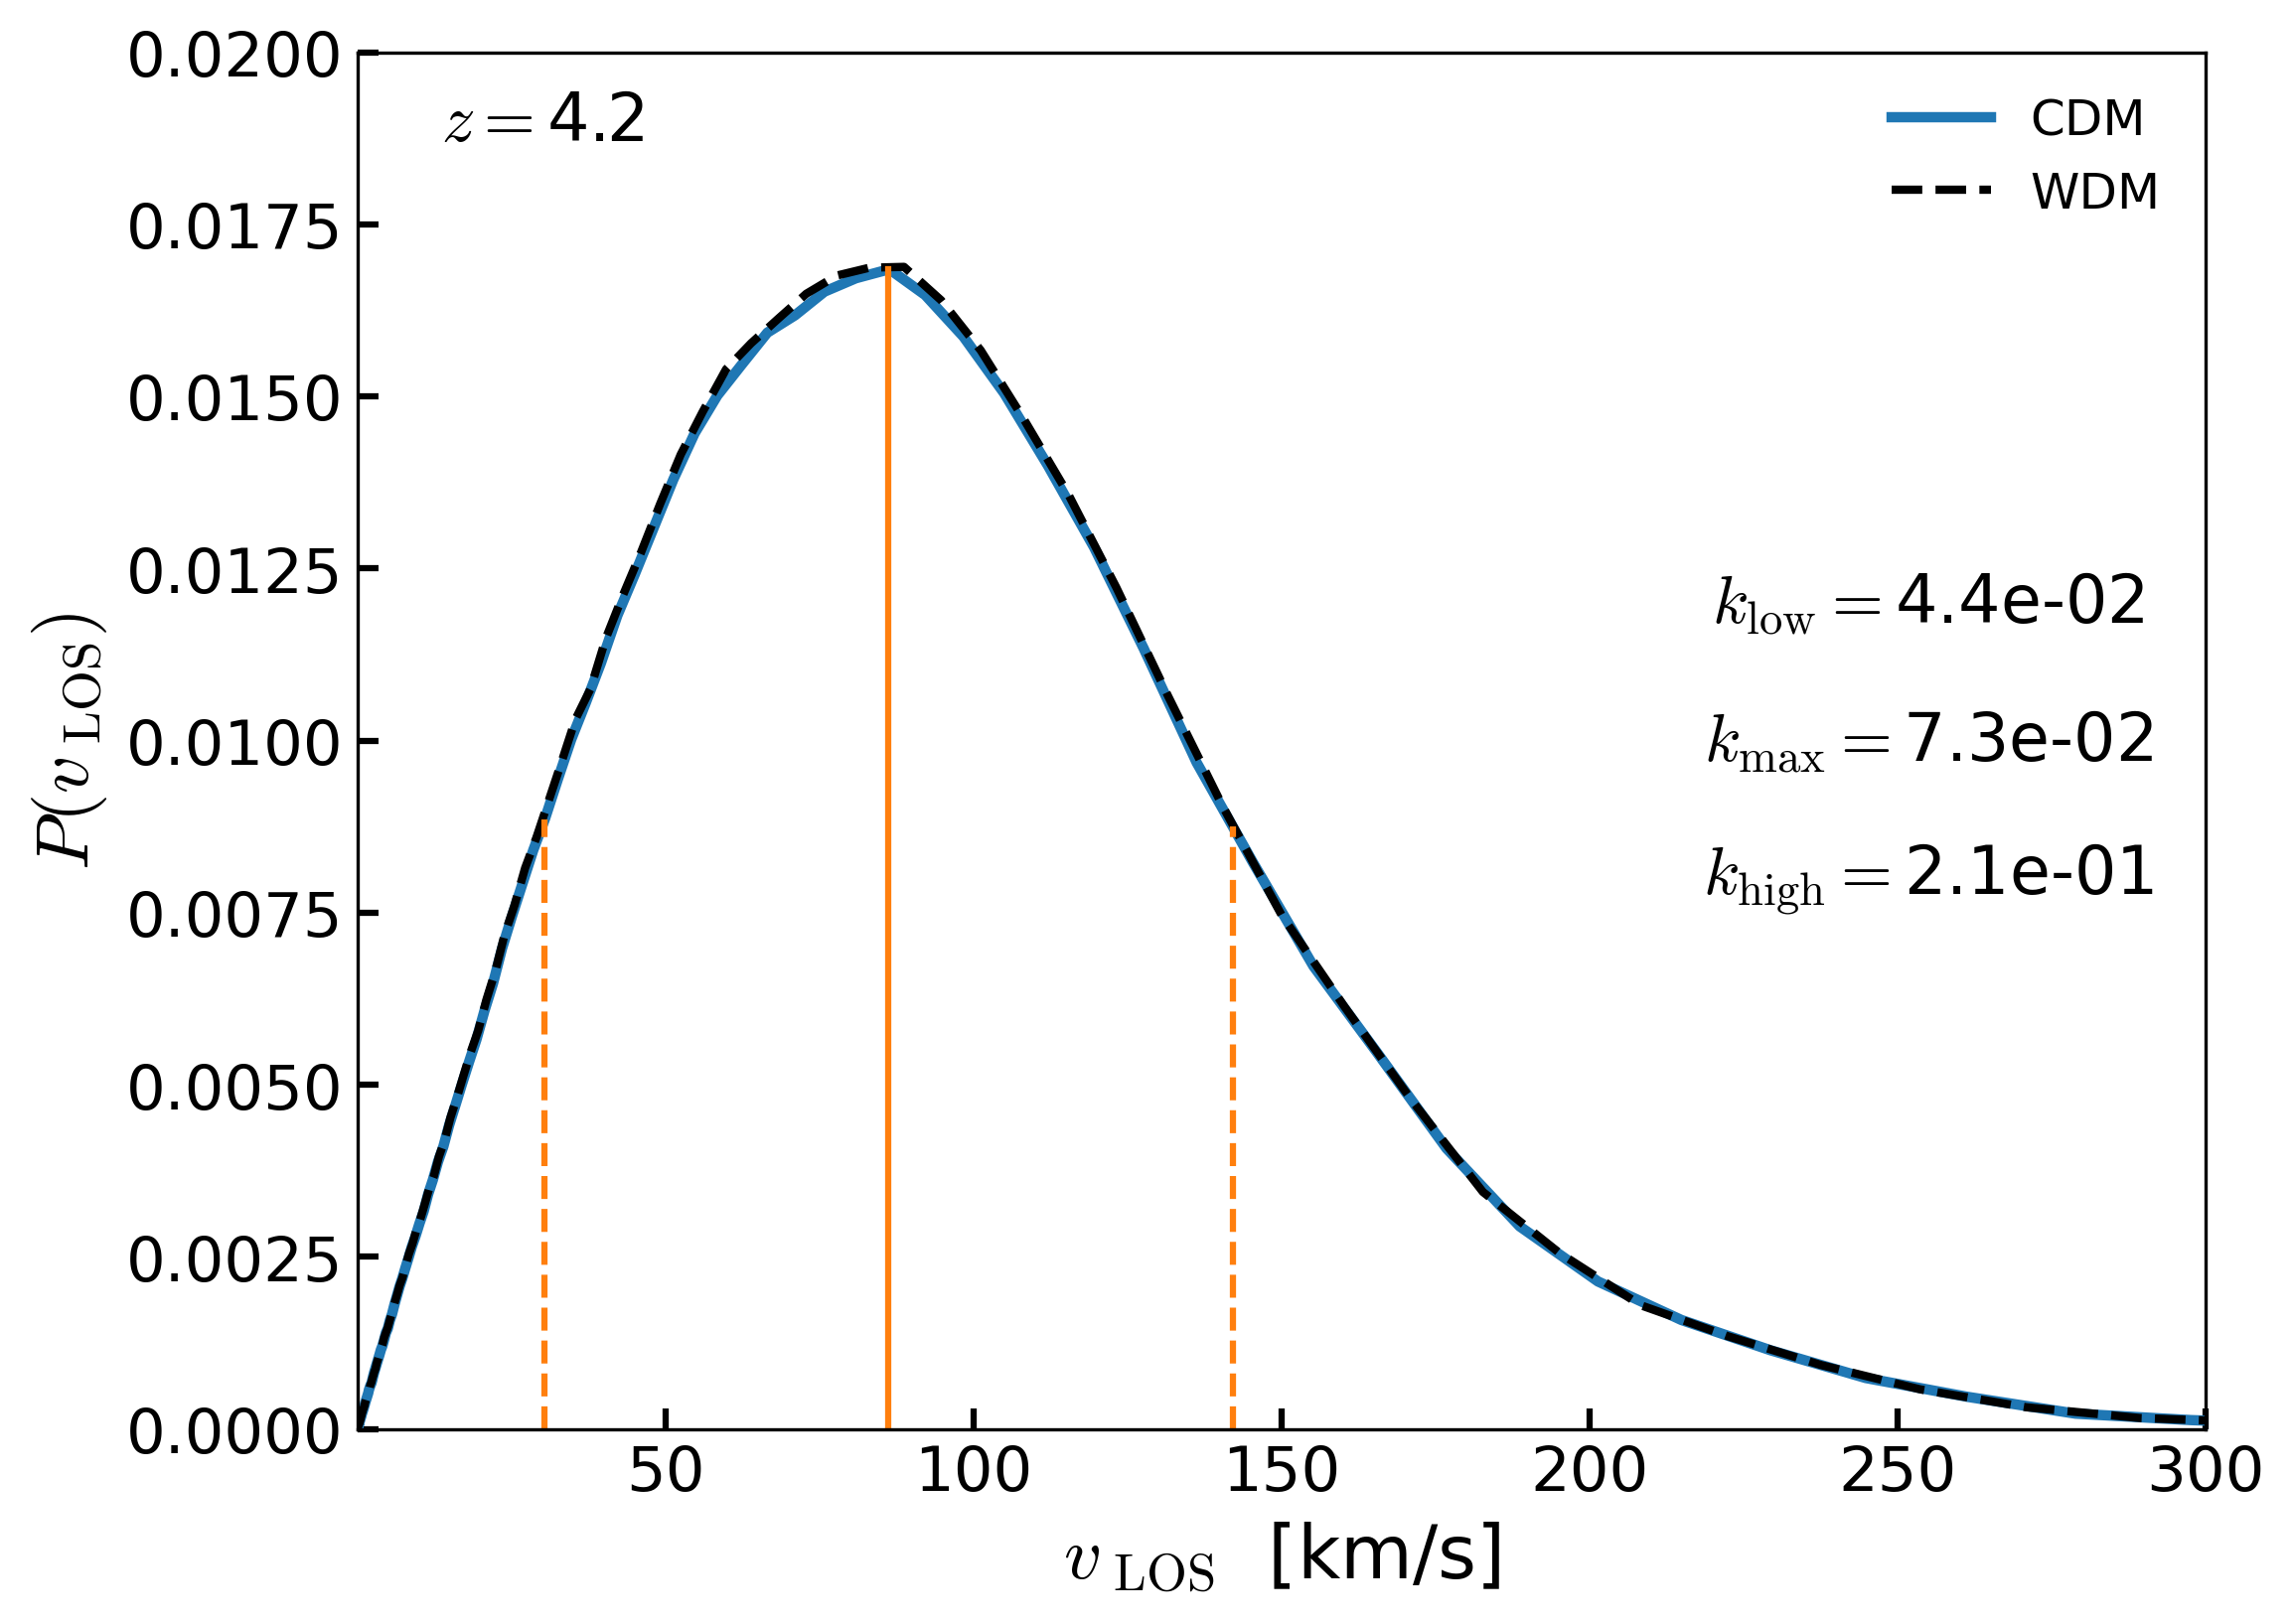 z = 4.2
CDM
WDM
k_low = 4.4e-02
k_max = 7.3e-02
k_high = 2.1e-01
P(v_LOS)
0.0200
0.0175
0.0150
0.0125
0.0100
0.0075
0.0050
0.0025
0.0000
50 100 150 200 250 300
v_LOS [km/s]